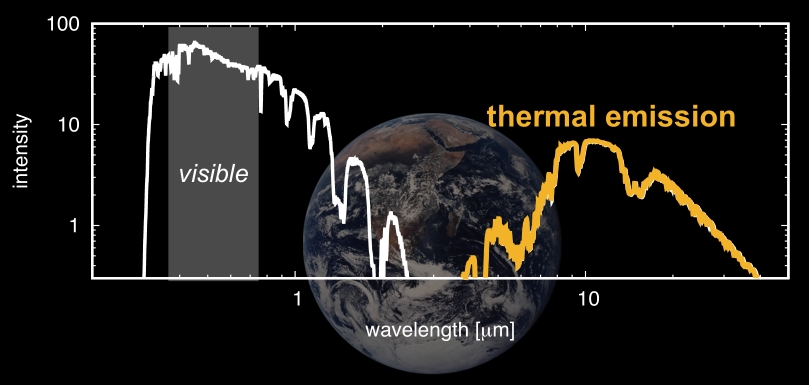 100
10
1
intensity
visible
thermal emission
1
10
wavelength [μm]